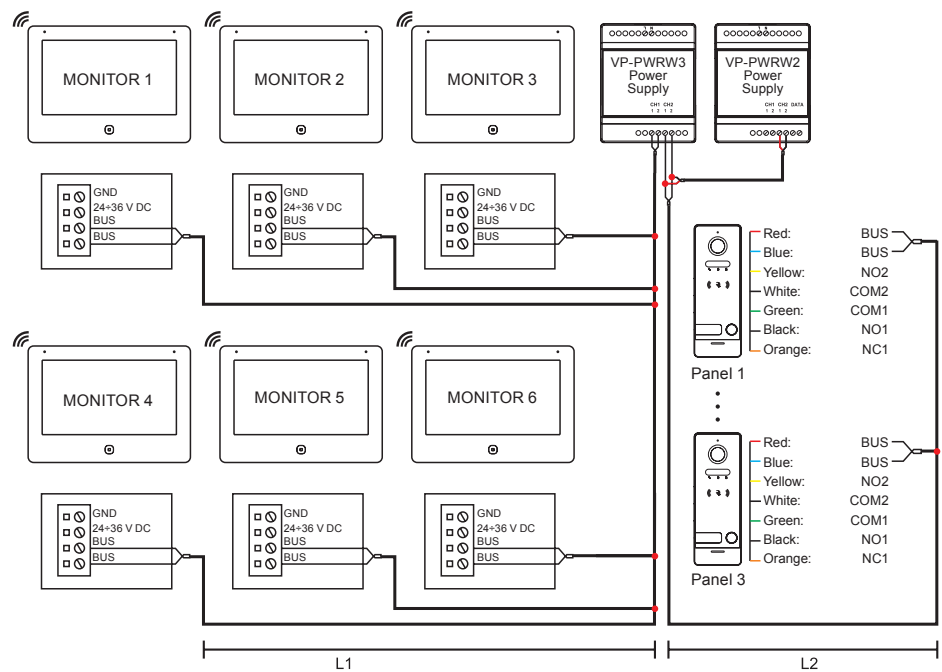 MONITOR 1
MONITOR 2
MONITOR 3
VP-PWRW3
Power
Supply
CH1 CH2
1 2 1 2
VP-PWRW2
Power
Supply
CH1 CH2 DATA
1 2 1 2
GND
24÷36 V DC
BUS
BUS
GND
24÷36 V DC
BUS
BUS
GND
24÷36 V DC
BUS
BUS
Red: BUS
Blue: BUS
Yellow: NO2
White: COM2
Green: COM1
Black: NO1
Orange: NC1
Panel 1
MONITOR 4
MONITOR 5
MONITOR 6
Red: BUS
Blue: BUS
Yellow: NO2
White: COM2
Green: COM1
Black: NO1
Orange: NC1
Panel 3
GND
24÷36 V DC
BUS
BUS
GND
24÷36 V DC
BUS
BUS
GND
24÷36 V DC
BUS
BUS
L1
L2